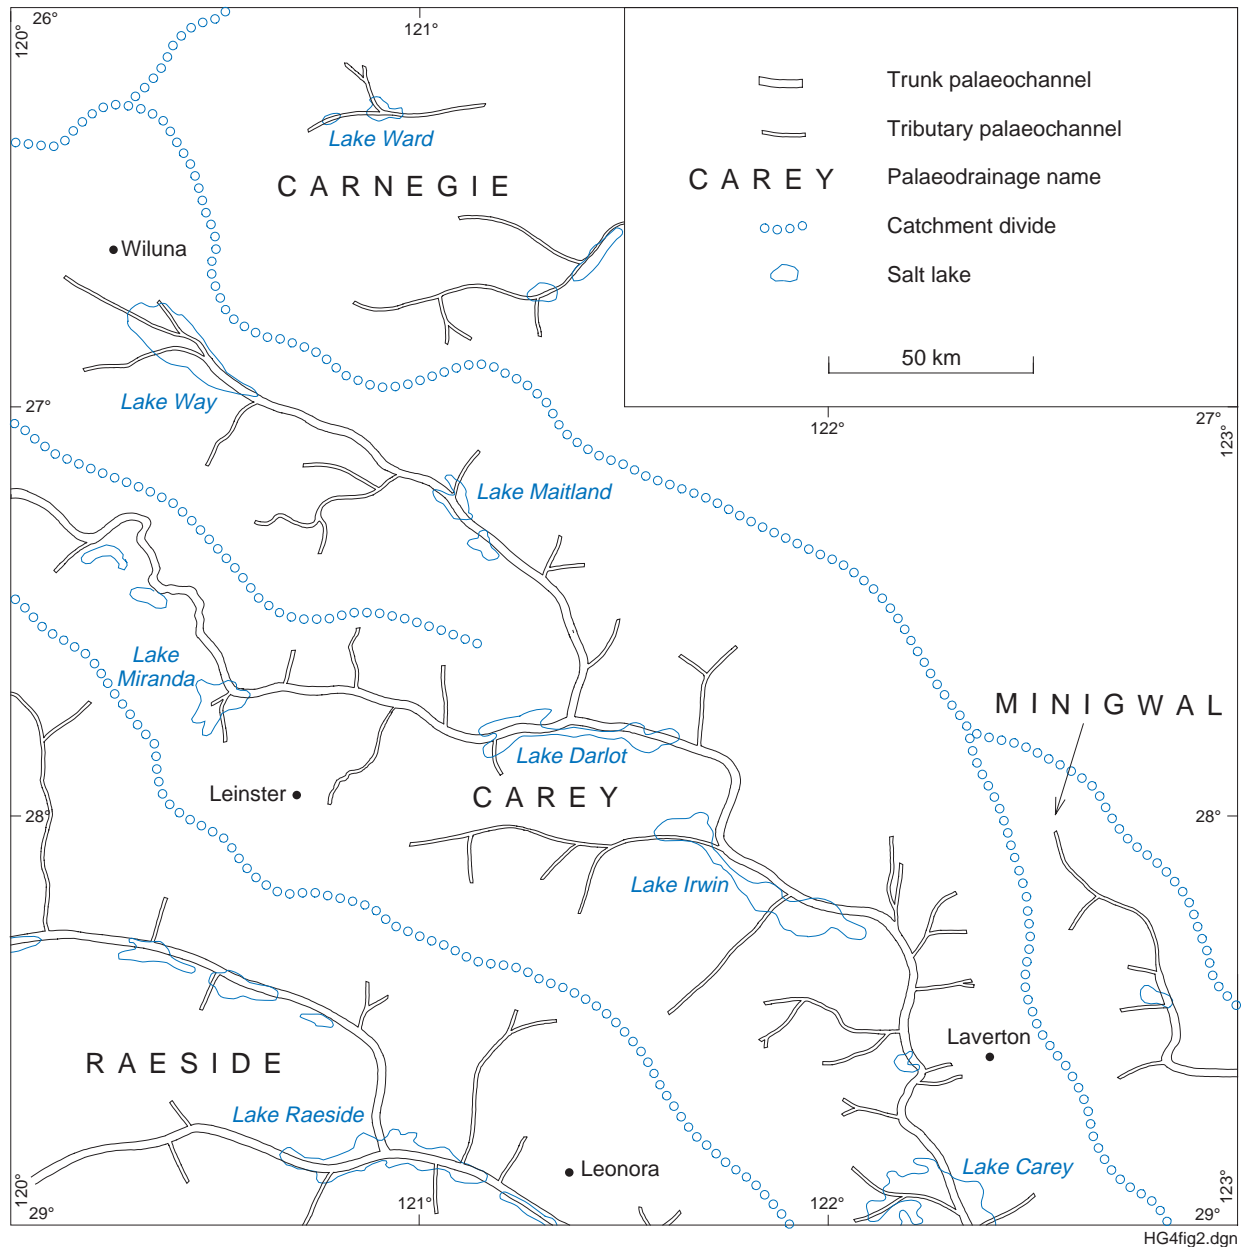 26°
120°
121°
Trunk palaeochannel
Tributary palaeochannel
CAREY
Palaeodrainage name
Catchment divide
Salt lake
50 km
Lake Ward
CARNEGIE
Wiluna
Lake Way
27°
122°
27°
123°
Lake Maitland
Lake
Miranda
MINIGWAL
Lake Darlot
Leinster
CAREY
28°
28°
Lake Irwin
Laverton
RAESIDE
Lake Raeside
Leonora
Lake Carey
120°
29°
121°
122°
29°
123°
HG4fig2.dgn